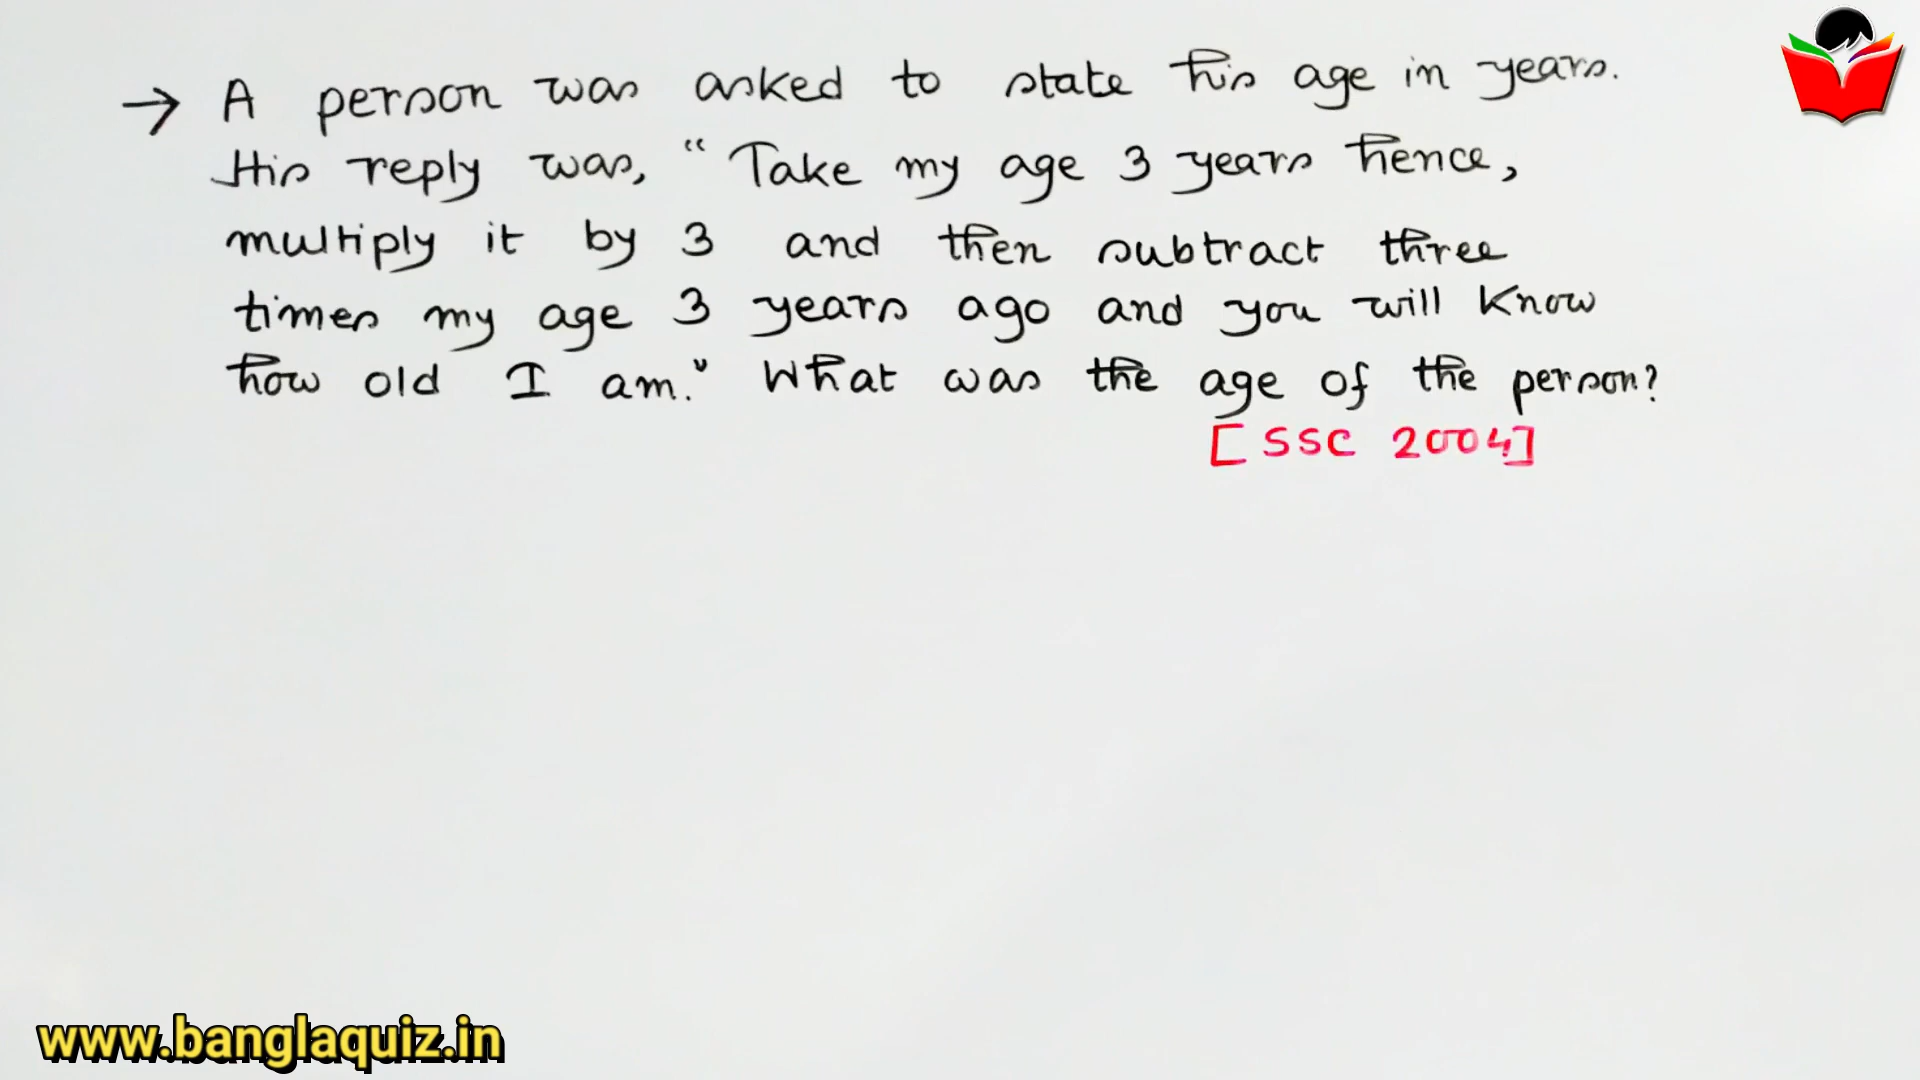 → A person was asked to state his age in years.
His reply was, "Take my age 3 years hence,
multiply it by 3 and then subtract three
times my age 3 years ago and you will know
how old I am." What was the age of the person?
[SSC 2004]
www.banglaquiz.in